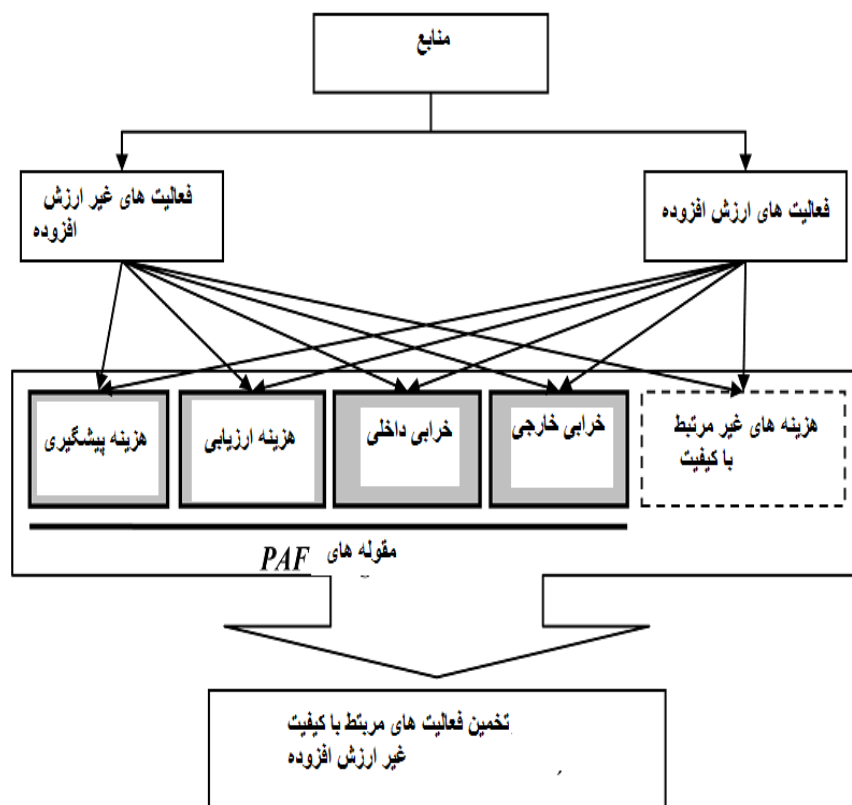 منابع
فعالیت های ارزش افزوده
فعالیت های غیر ارزش
افزوده
هزینه های غیر مرتبط
با کیفیت
خرابی خارجی
خرابی داخلی
هزینه ارزیابی
هزینه پیشگیری
مقوله های PAF
تخمین فعالیت های مربتط با کیفیت
غیر ارزش افزوده